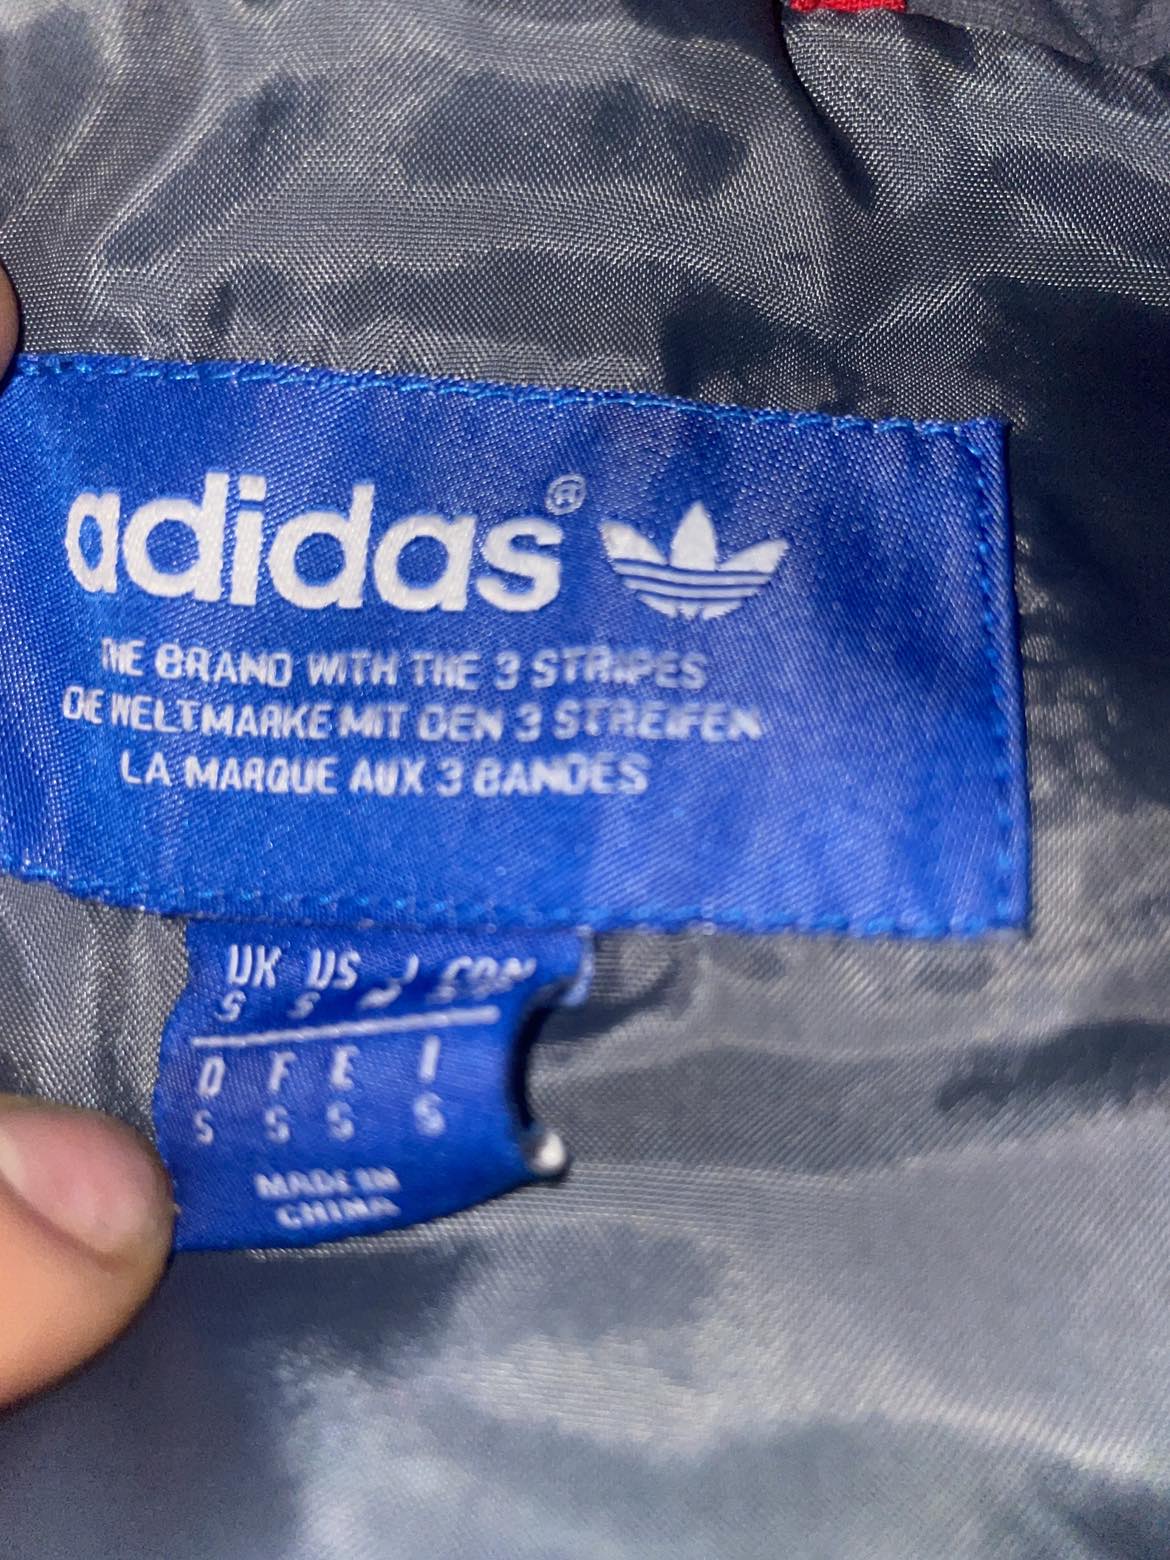 adidas®
THE BRAND WITH THE 3 STRIPES
DIE WELTMARKE MIT DEN 3 STREIFEN
LA MARQUE AUX 3 BANDES
UK US J
S S
D F E I
S S S S
MADE IN
CHINA